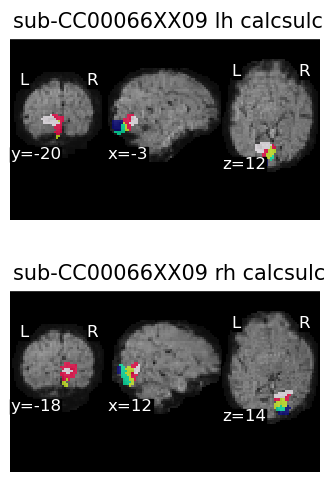 sub-CC00066XX09 lh calcsulc
L R
L R
y=-20 x=-3 z=12
sub-CC00066XX09 rh calcsulc
L R
L R
y=-18 x=12 z=14